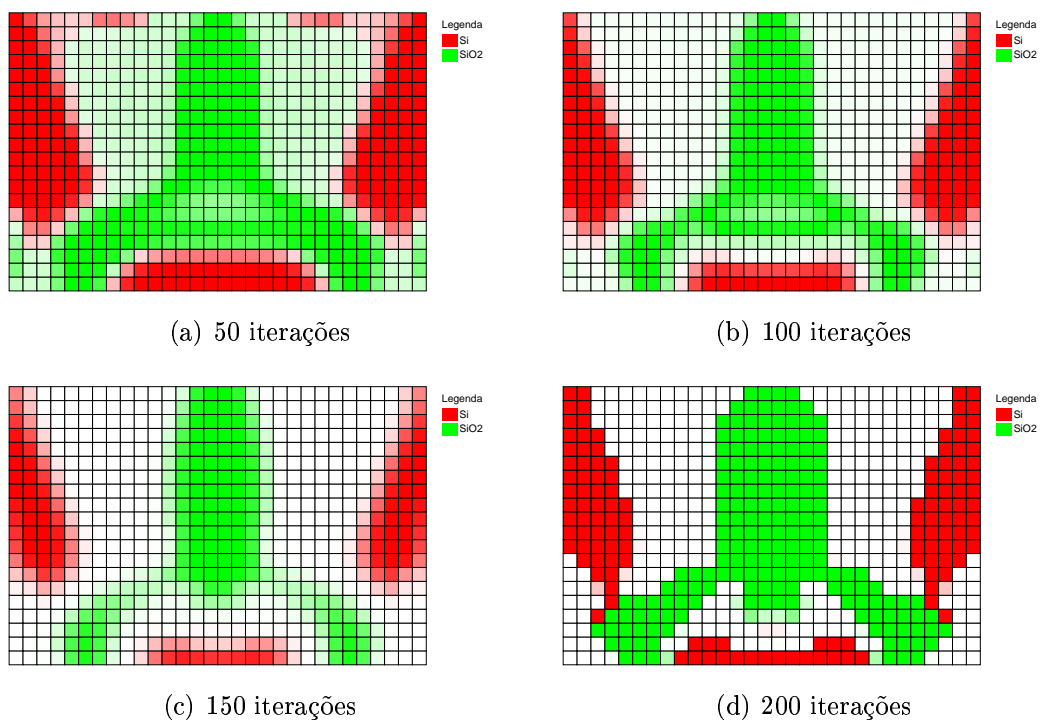 Legenda
Si
SiO2
Legenda
Si
SiO2
(a) 50 iterações
(b) 100 iterações
Legenda
Si
SiO2
Legenda
Si
SiO2
(c) 150 iterações
(d) 200 iterações